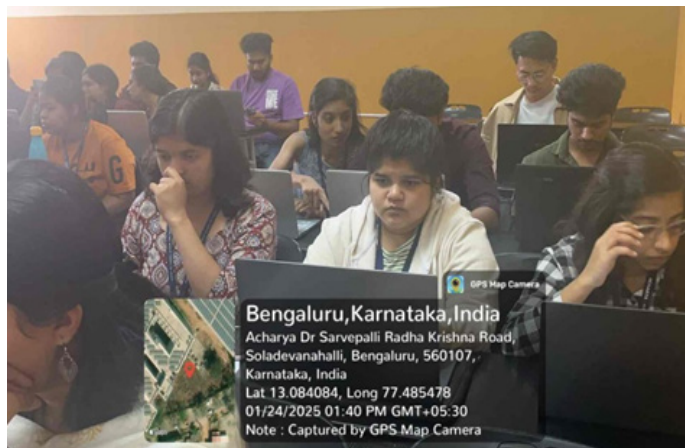 GPS Map Camera
Bengaluru,Karnataka,India
Acharya Dr Sarvepalli Radha Krishna Road,
Soladevanahalli, Bengaluru, 560107,
Karnataka, India
Lat 13.084084, Long 77.485478
01/24/2025 01:40 PM GMT+05:30
Note : Captured by GPS Map Camera
G